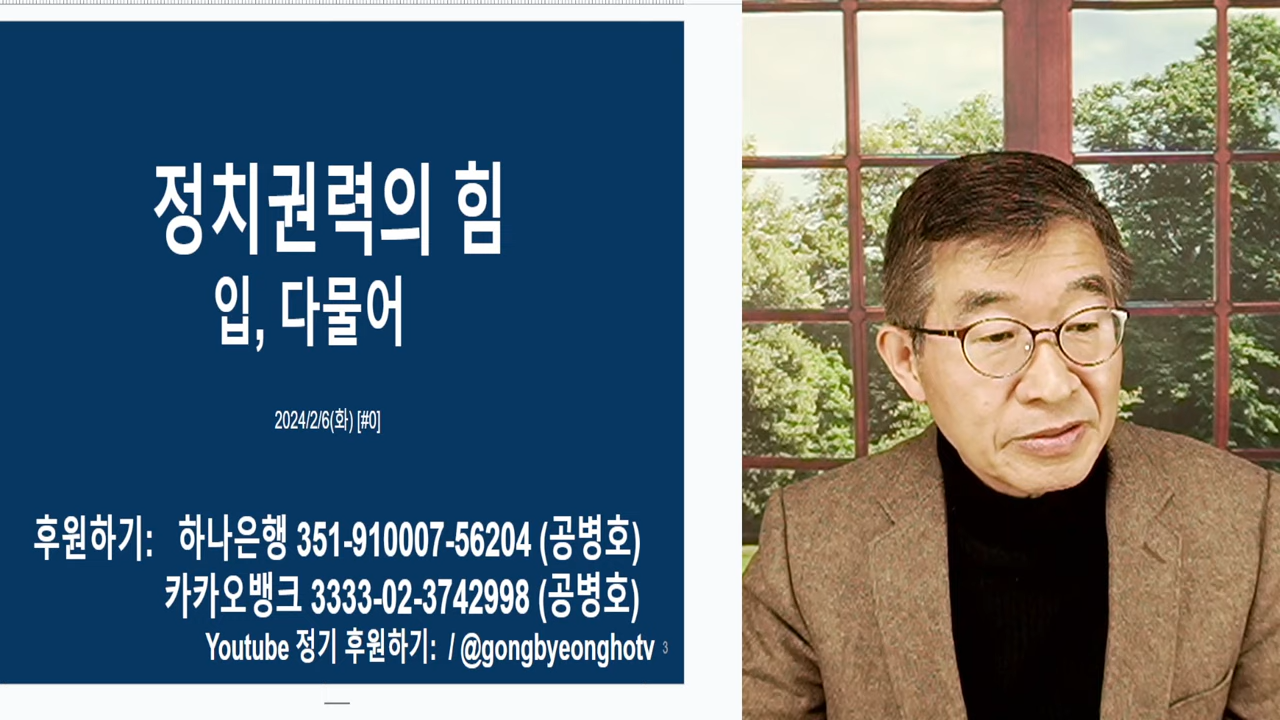 정치권력의 힘
입, 다물어
2024/2/6(화) [#0]
후원하기: 하나은행 351-910007-56204 (공병호)
카카오뱅크 3333-02-3742998 (공병호)
Youtube 정기 후원하기: / @gongbyeonghotv
3